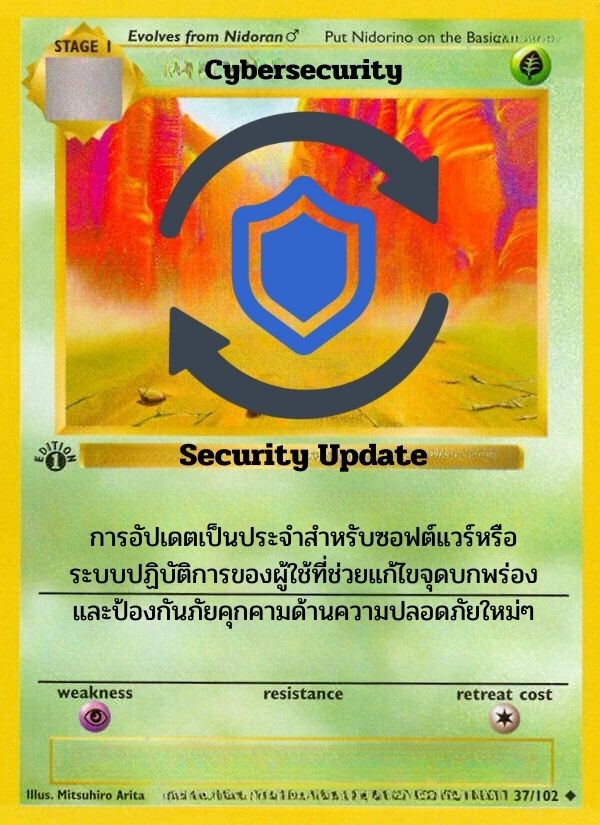 STAGE 1
Evolves from Nidoran♂ Put Nidorino on the Basic
Cybersecurity
EDITION 1
Security Update
การอัปเดตเป็นประจำสำหรับซอฟต์แวร์หรือ
ระบบปฏิบัติการของผู้ใช้ที่ช่วยแก้ไขจุดบกพร่อง
และป้องกันภัยคุกคามด้านความปลอดภัยใหม่ๆ
weakness resistance retreat cost
Illus. Mitsuhiro Arita 37/102